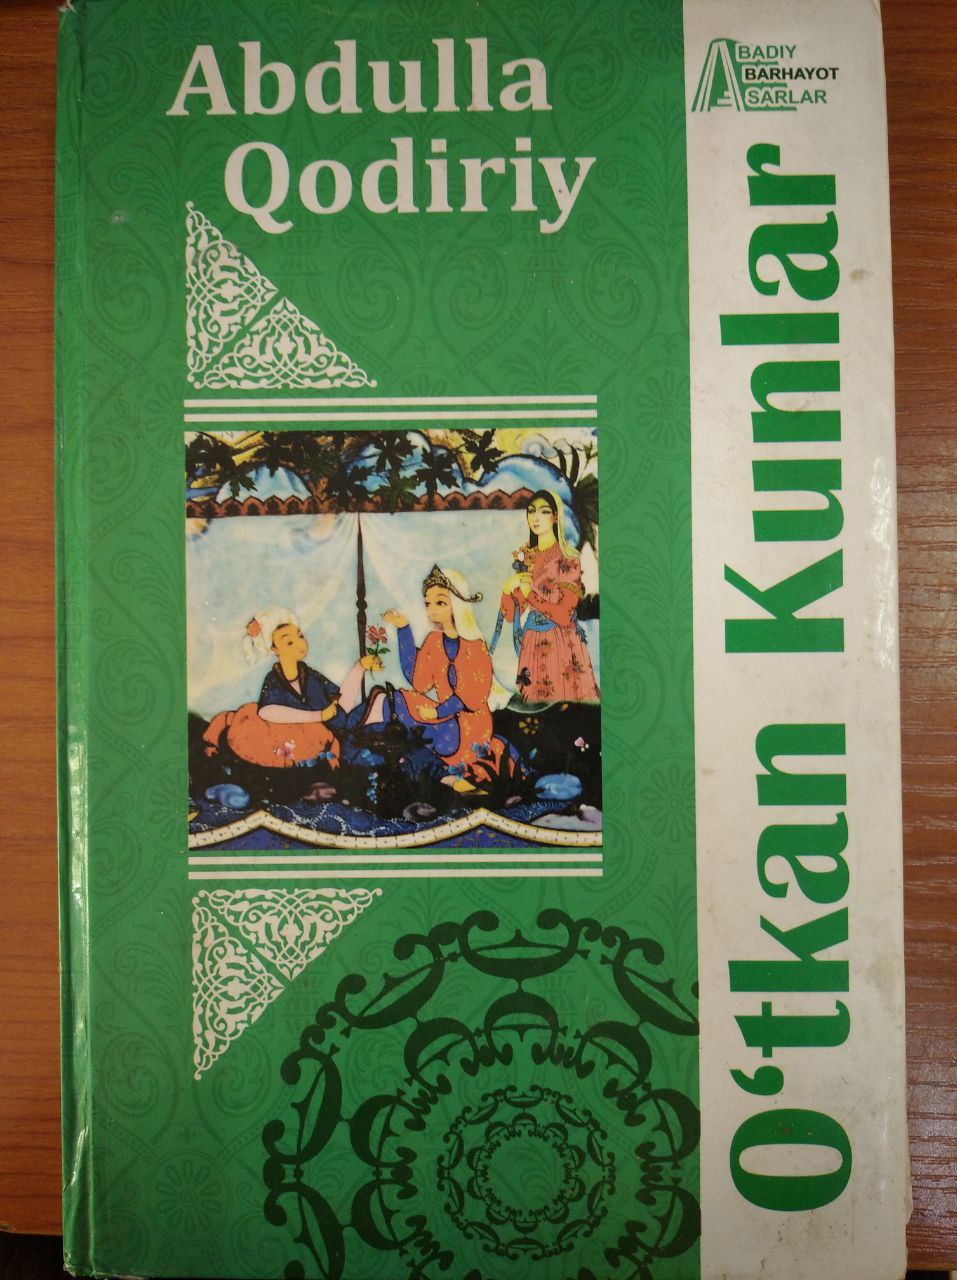 Abdulla
Qodiriy
ABADIY
BARHAYOT
ASARLAR
O‘tkan Kunlar